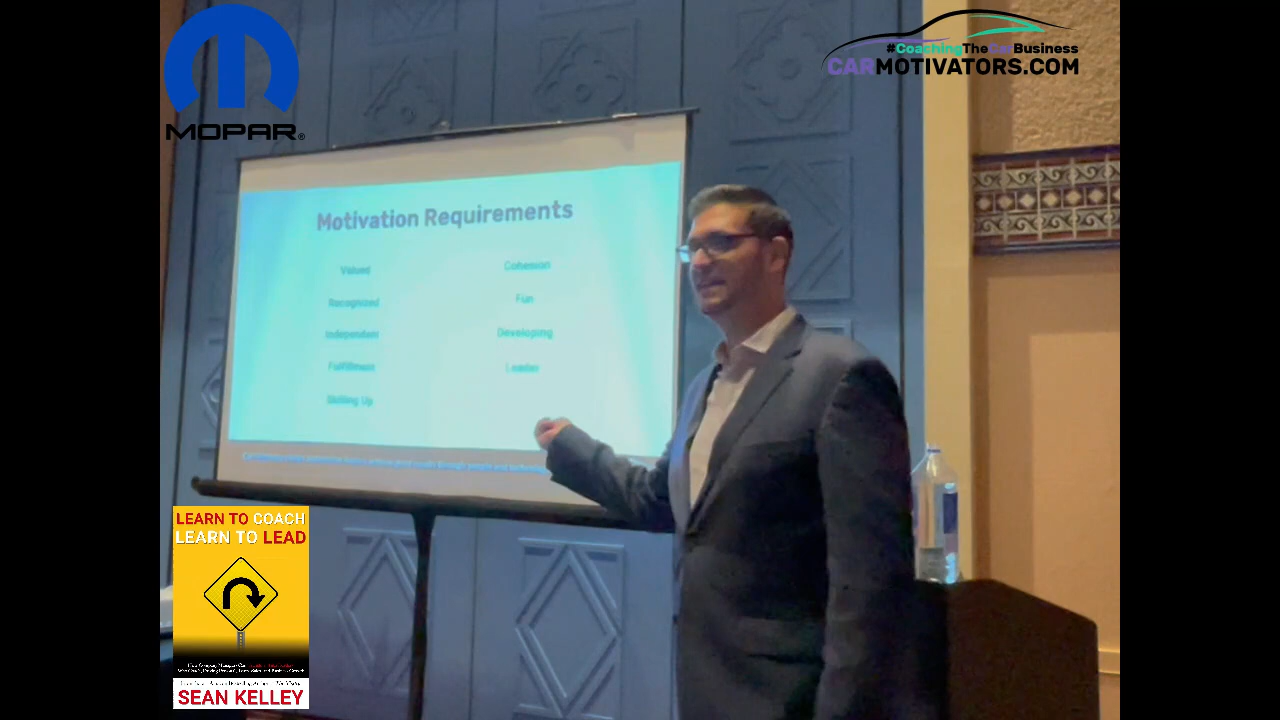 MOPAR®
#CoachingTheCarBusiness
CARMOTIVATORS.COM
Motivation Requirements
Valued
Recognized
Independent
Fulfillment
Skilling Up
Cohesion
Fun
Developing
Leader
LEARN TO COACH
LEARN TO LEAD
SEAN KELLEY